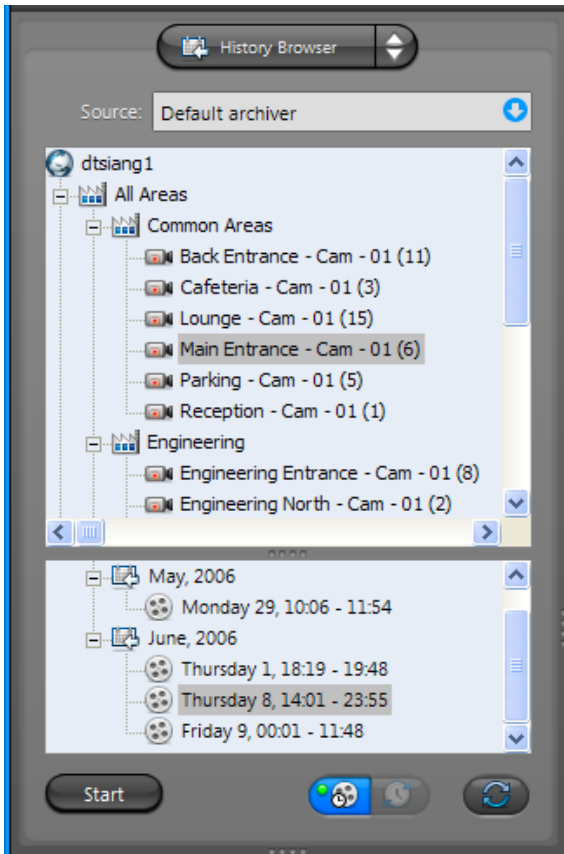 History Browser
Source: Default archiver
dtsiang1
All Areas
Common Areas
Back Entrance - Cam - 01 (11)
Cafeteria - Cam - 01 (3)
Lounge - Cam - 01 (15)
Main Entrance - Cam - 01 (6)
Parking - Cam - 01 (5)
Reception - Cam - 01 (1)
Engineering
Engineering Entrance - Cam - 01 (8)
Engineering North - Cam - 01 (2)
May, 2006
Monday 29, 10:06 - 11:54
June, 2006
Thursday 1, 18:19 - 19:48
Thursday 8, 14:01 - 23:55
Friday 9, 00:01 - 11:48
Start